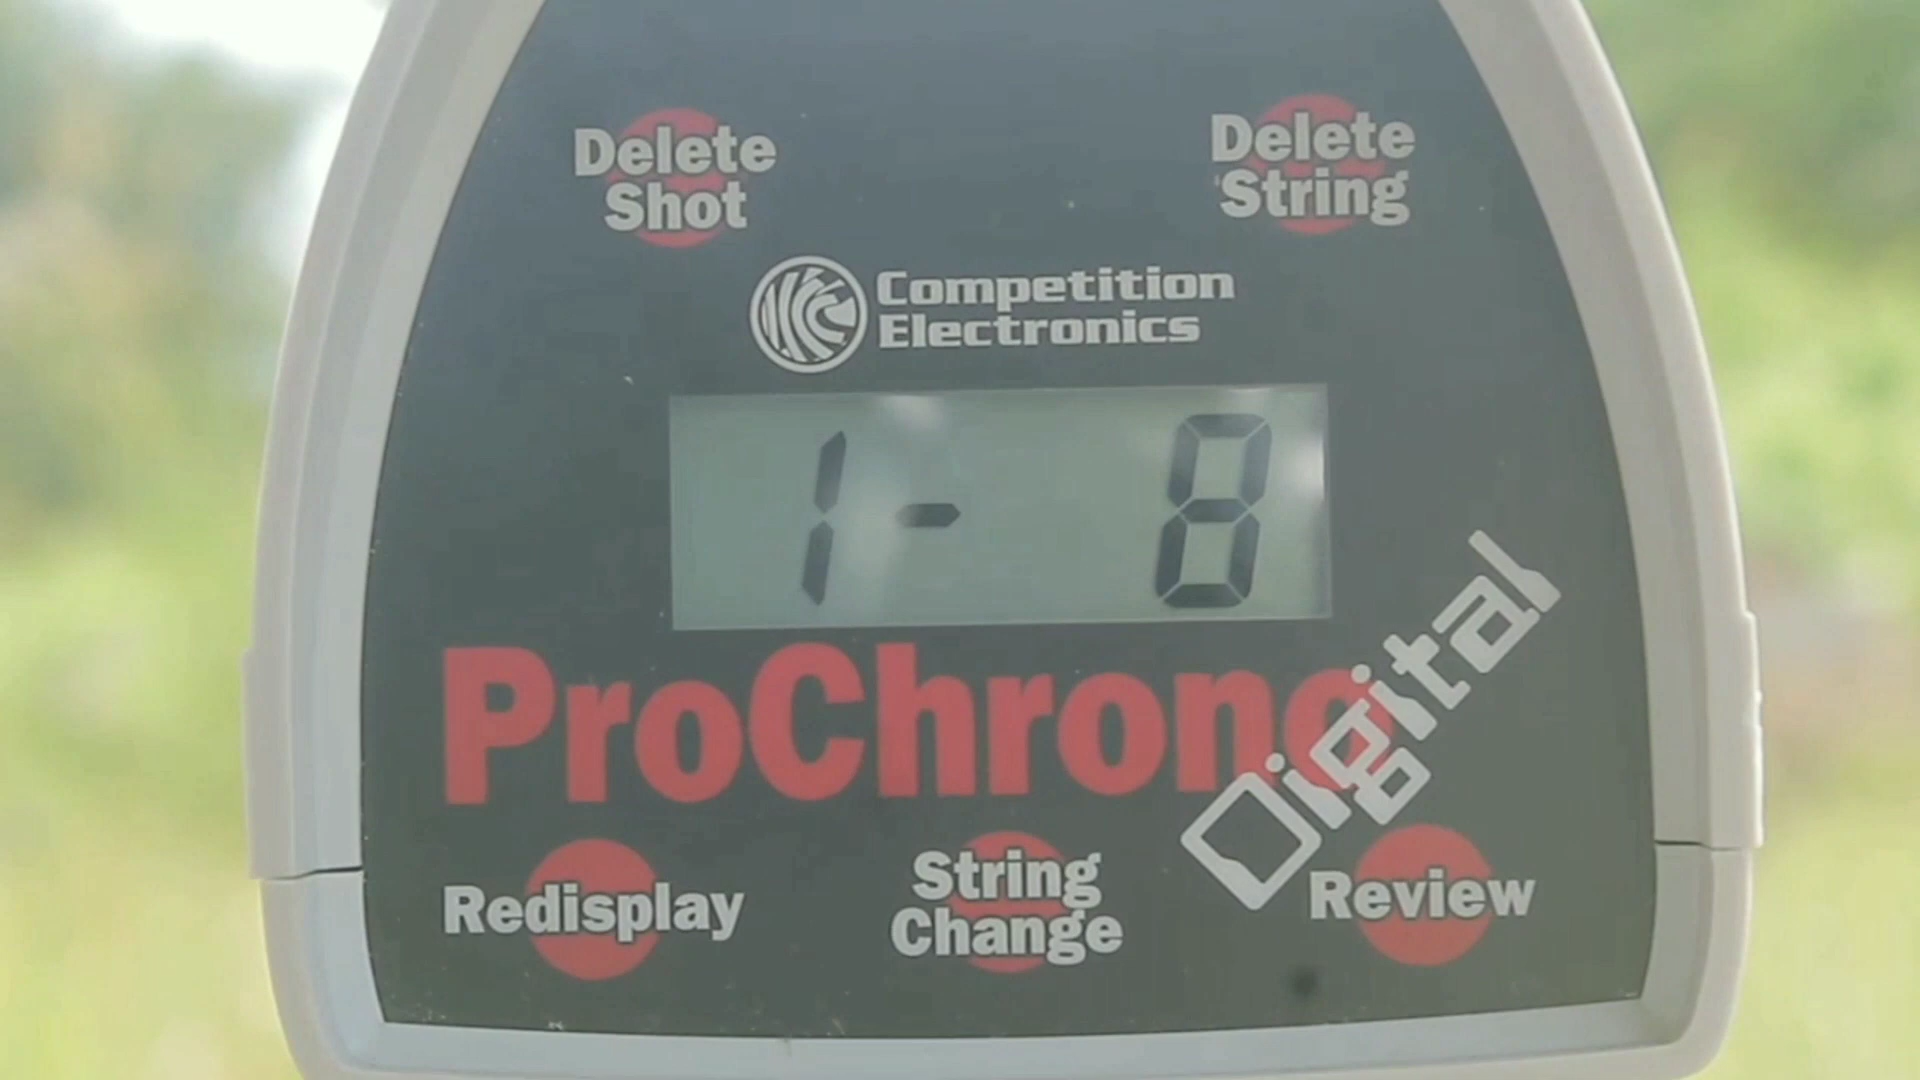 Delete
Shot
Delete
String
Competition
Electronics
1- 8
ProChrono
Digital
Redisplay
String
Change
Review